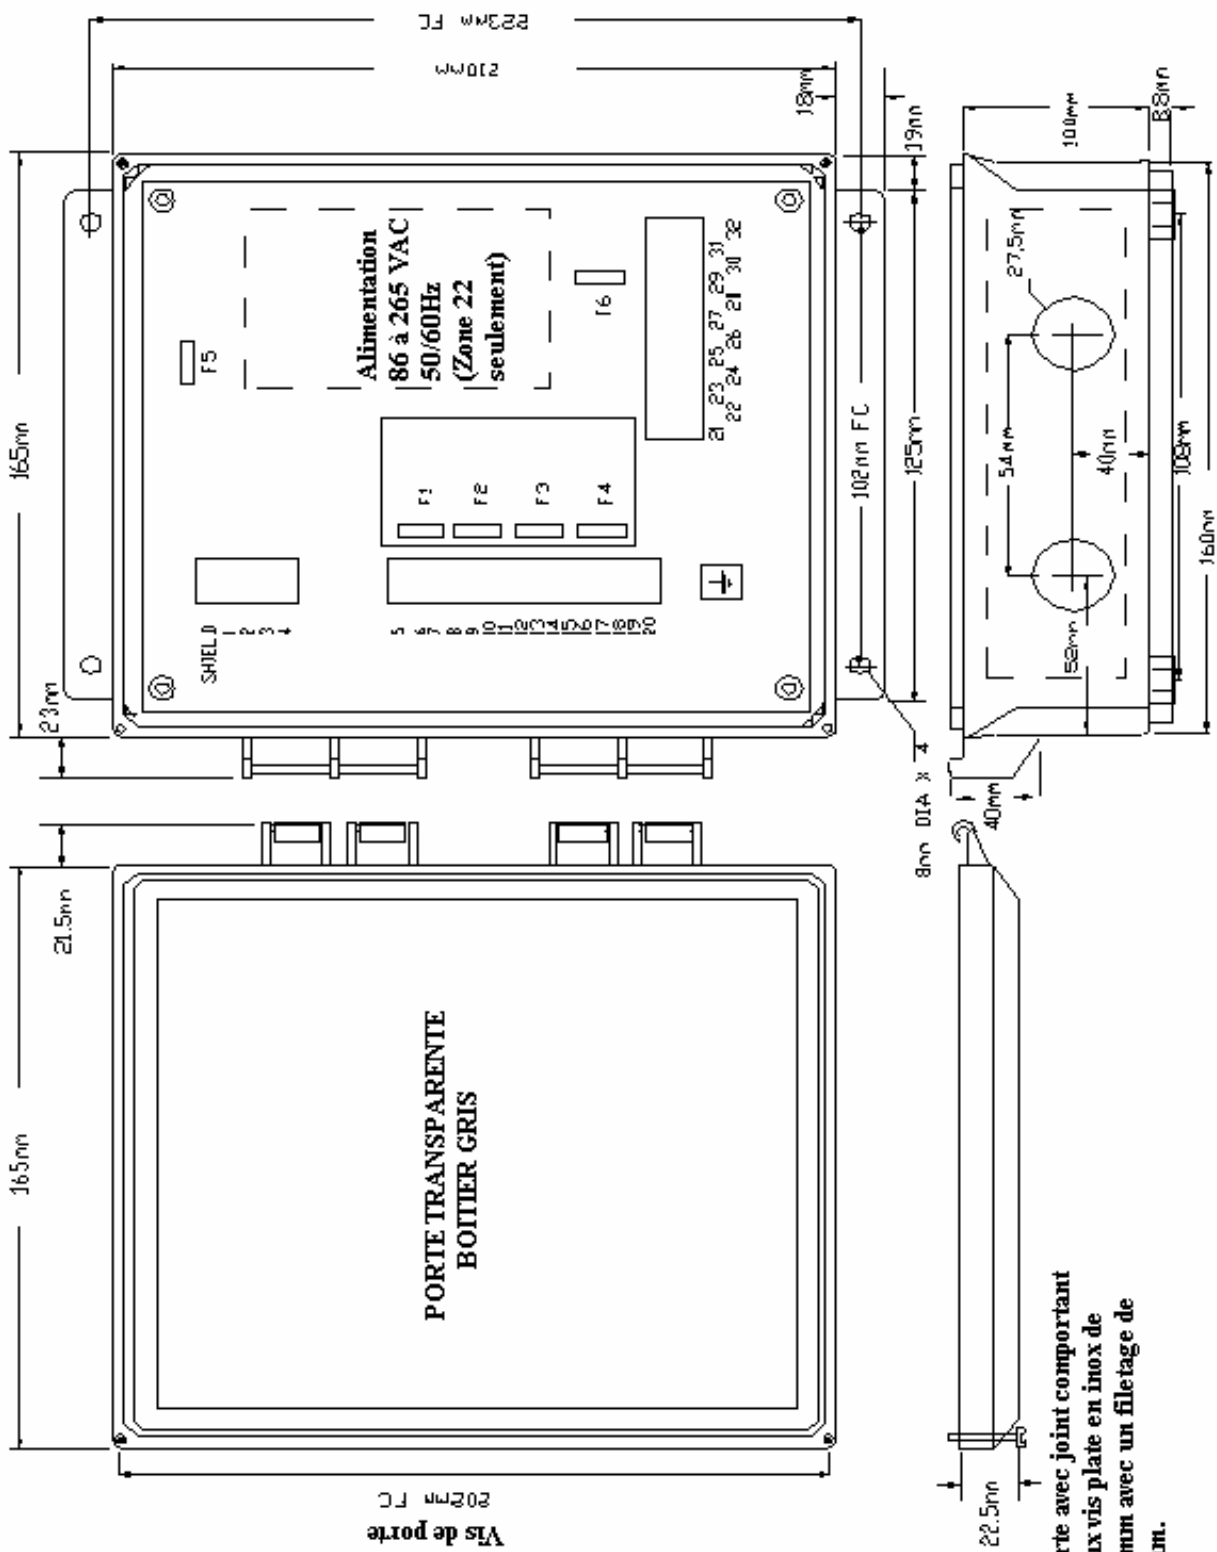 165mm
165mm
21.5mm
23mm
Vis de porte
202mm FC
PORTE TRANSPARENTE
BOITIER GRIS
SHIELD
1
2
3
4
5
6
7
8
9
10
11
12
13
14
15
16
17
18
19
20
F5
Alimentation
86 à 265 VAC
50/60Hz
(Zone 22
seulement)
F1
F2
F3
F4
F6
21 23 25 27 29 31
22 24 26 21 30 32
223mm FC
210mm
18mm
19mm
102mm FC
125mm
8mm DIA X 4
100mm
8.8mm
27.5mm
54mm
40mm
52mm
108mm
160mm
40mm
22.5mm
rte avec joint comportant
ux vis plate en inox de
mm avec un filetage de
m.